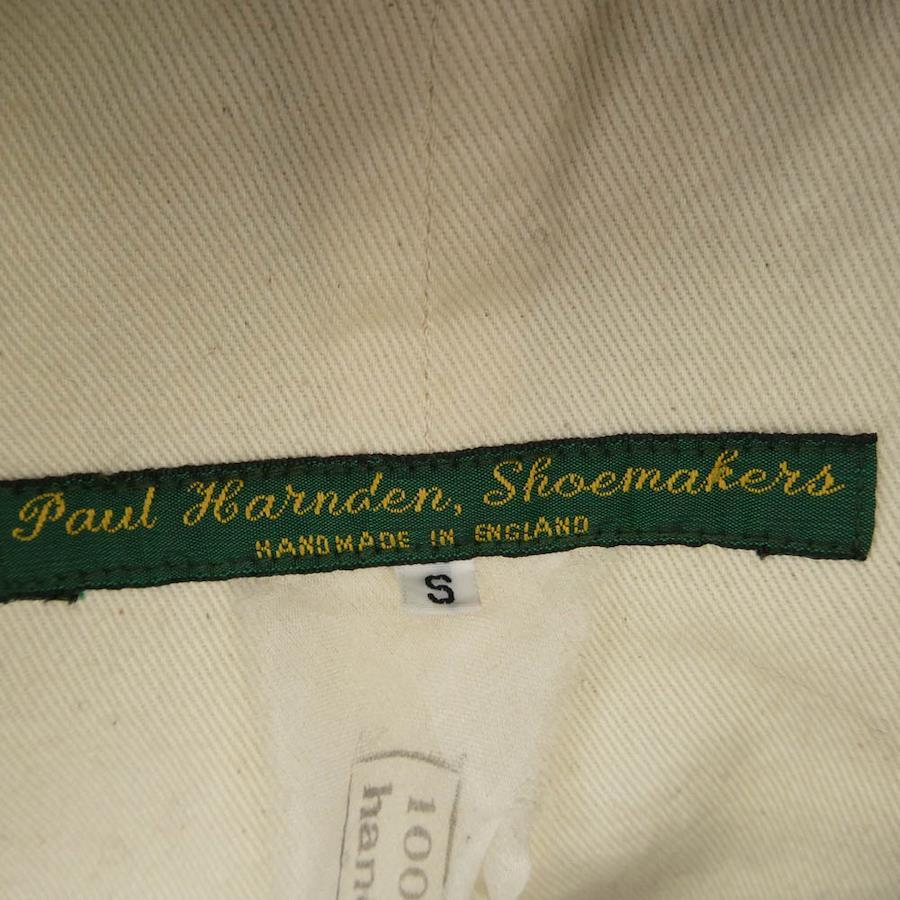 Paul Harnden, Shoemakers
HANDMADE IN ENGLAND
S